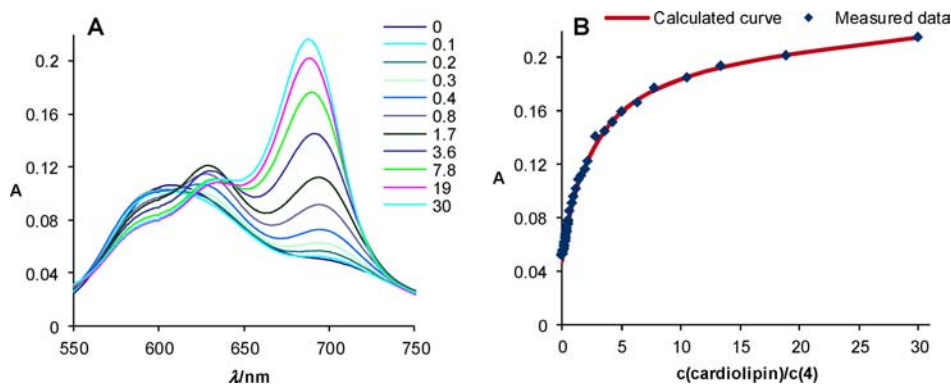 A
0
0.1
0.2
0.3
0.4
0.8
1.7
3.6
7.8
19
30
0.2
0.16
0.12
0.08
0.04
0
A
550 600 650 700 750
λ/nm
B
Calculated curve Measured data
0.2
0.16
0.12
0.08
0.04
0
A
0 5 10 15 20 25 30
c(cardiolipin)/c(4)